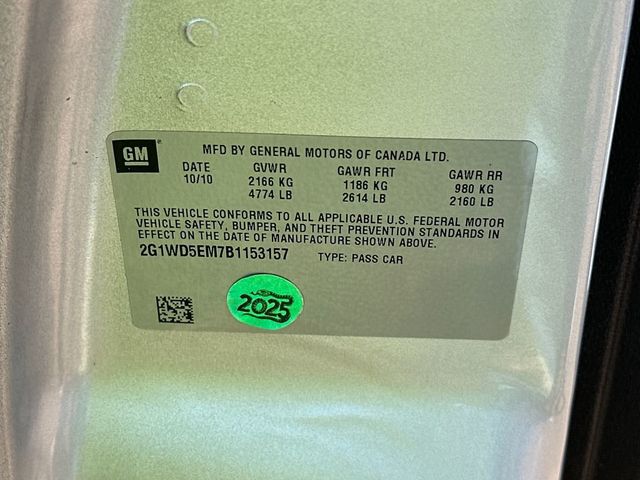 GM
MFD BY GENERAL MOTORS OF CANADA LTD.
DATE GVWR GAWR FRT GAWR RR
10/10 2166 KG 1186 KG 980 KG
4774 LB 2614 LB 2160 LB
THIS VEHICLE CONFORMS TO ALL APPLICABLE U.S. FEDERAL MOTOR
VEHICLE SAFETY, BUMPER, AND THEFT PREVENTION STANDARDS IN
EFFECT ON THE DATE OF MANUFACTURE SHOWN ABOVE.
2G1WD5EM7B1153157 TYPE: PASS CAR
2025